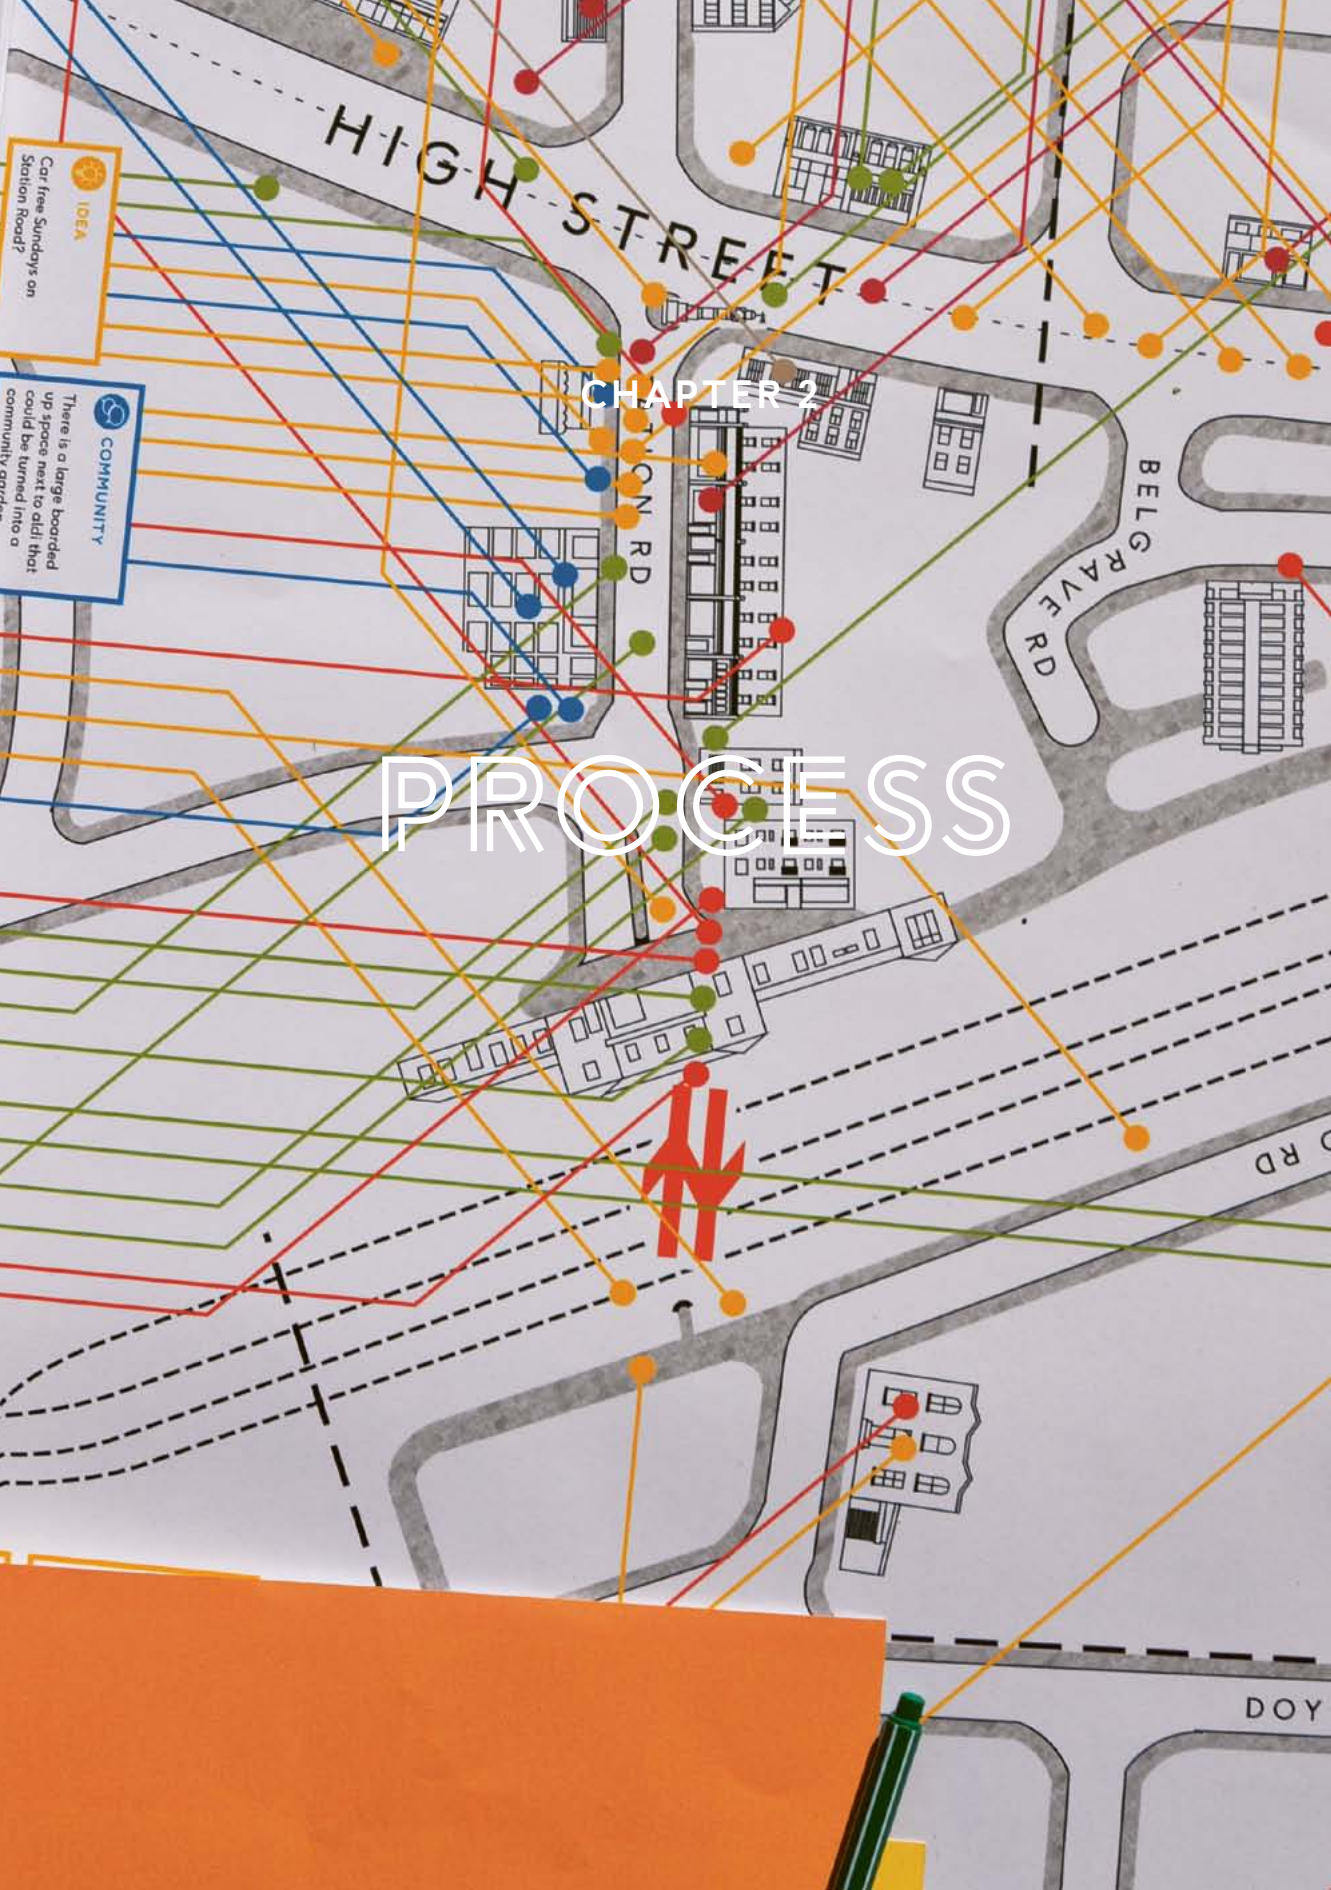 HIGH STREET
IDEA
Car free Sundays on
Station Road?
CHAPTER 2
COMMUNITY
There is a large boarded
up space next to aldi that
could be turned into a
community garden
RD
BELGRAVE RD
PROCESS
RD
DOY